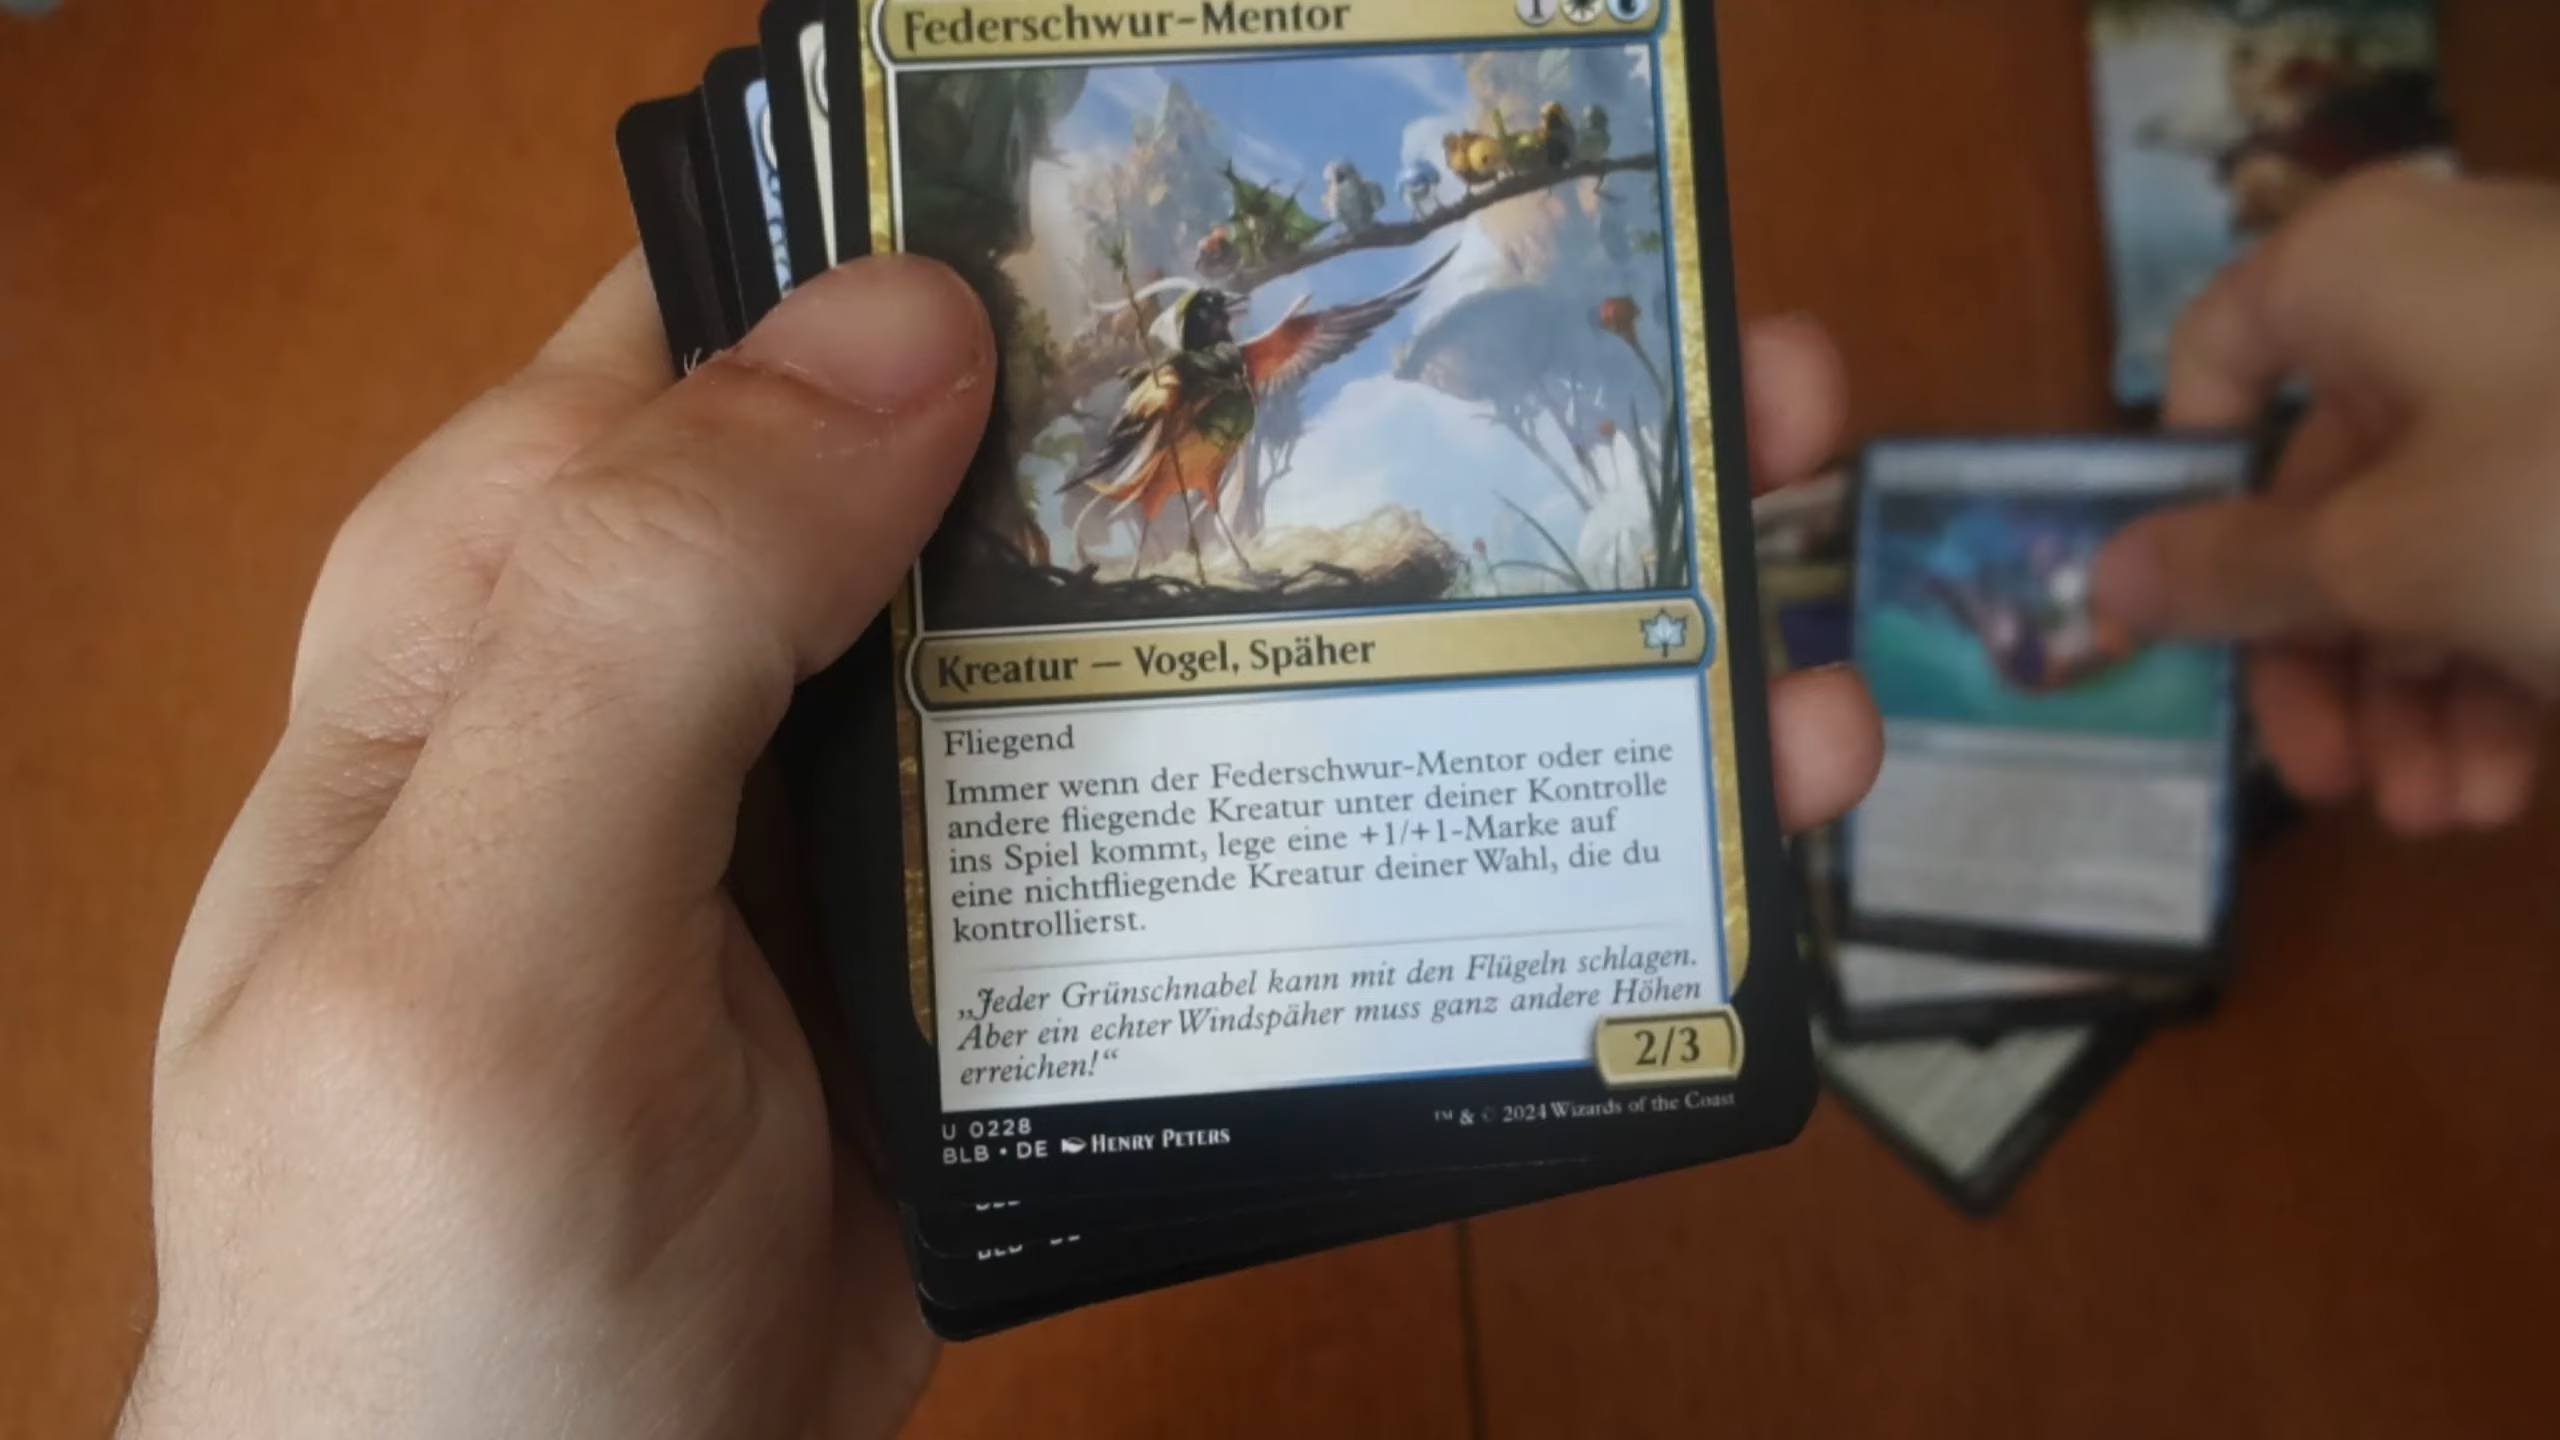 Federschwur-Mentor 1
Kreatur — Vogel, Späher
Fliegend
Immer wenn der Federschwur-Mentor oder eine
andere fliegende Kreatur unter deiner Kontrolle
ins Spiel kommt, lege eine +1/+1-Marke auf
eine nichtfliegende Kreatur deiner Wahl, die du
kontrollierst.
„Jeder Grünschnabel kann mit den Flügeln schlagen.
Aber ein echter Windspäher muss ganz andere Höhen
erreichen!“
2/3
U 0228
BLB • DE HENRY PETERS
™ & © 2024 Wizards of the Coast